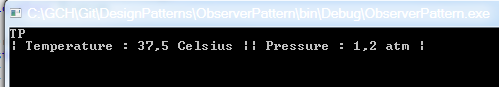 C:\GCH\Git\DesignPatterns\ObserverPattern\bin\Debug\ObserverPattern.exe
TP
| Temperature : 37,5 Celsius || Pressure : 1,2 atm |